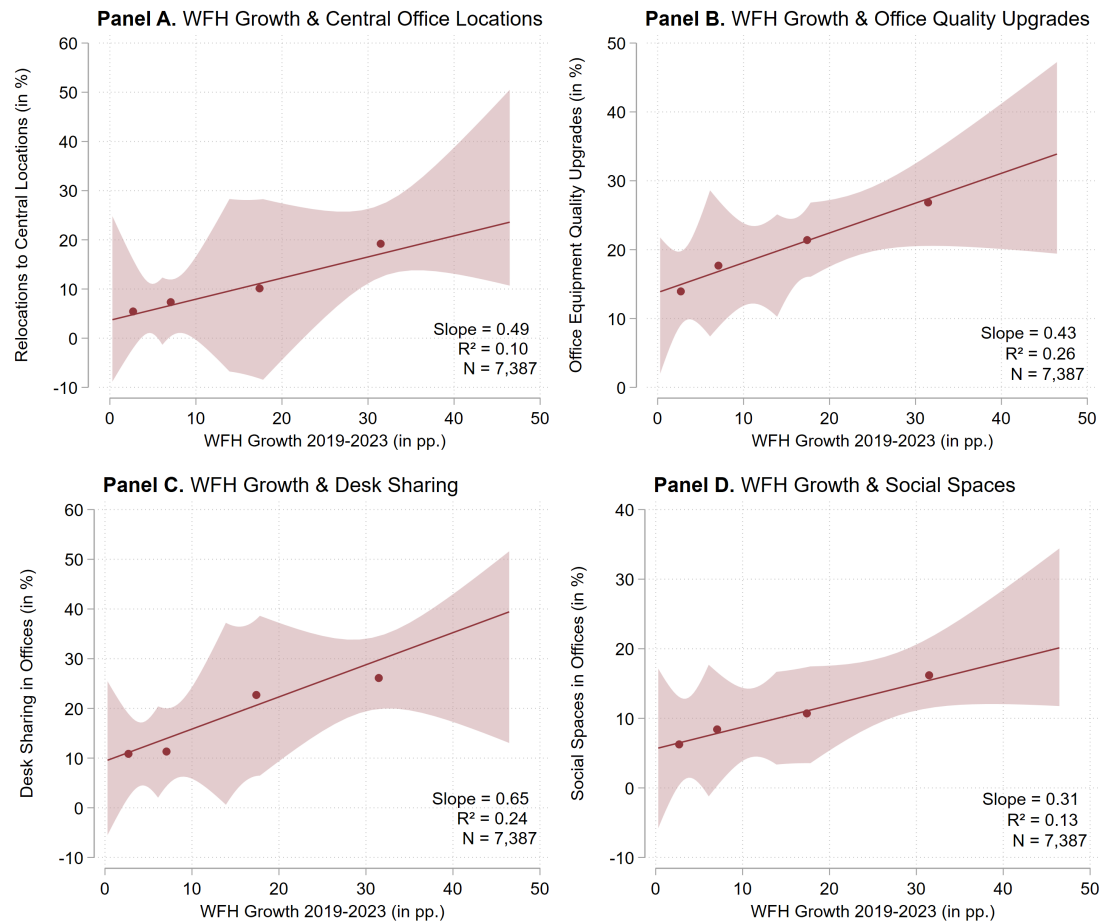 Panel A. WFH Growth & Central Office Locations
Relocations to Central Locations (in %)
60
50
40
30
20
10
0
-10
Slope = 0.49
R² = 0.10
N = 7,387
0 10 20 30 40 50
WFH Growth 2019-2023 (in pp.)
Panel B. WFH Growth & Office Quality Upgrades
Office Equipment Quality Upgrades (in %)
50
40
30
20
10
0
Slope = 0.43
R² = 0.26
N = 7,387
0 10 20 30 40 50
WFH Growth 2019-2023 (in pp.)
Panel C. WFH Growth & Desk Sharing
Desk Sharing in Offices (in %)
60
50
40
30
20
10
0
-10
Slope = 0.65
R² = 0.24
N = 7,387
0 10 20 30 40 50
WFH Growth 2019-2023 (in pp.)
Panel D. WFH Growth & Social Spaces
Social Spaces in Offices (in %)
40
30
20
10
0
-10
Slope = 0.31
R² = 0.13
N = 7,387
0 10 20 30 40 50
WFH Growth 2019-2023 (in pp.)